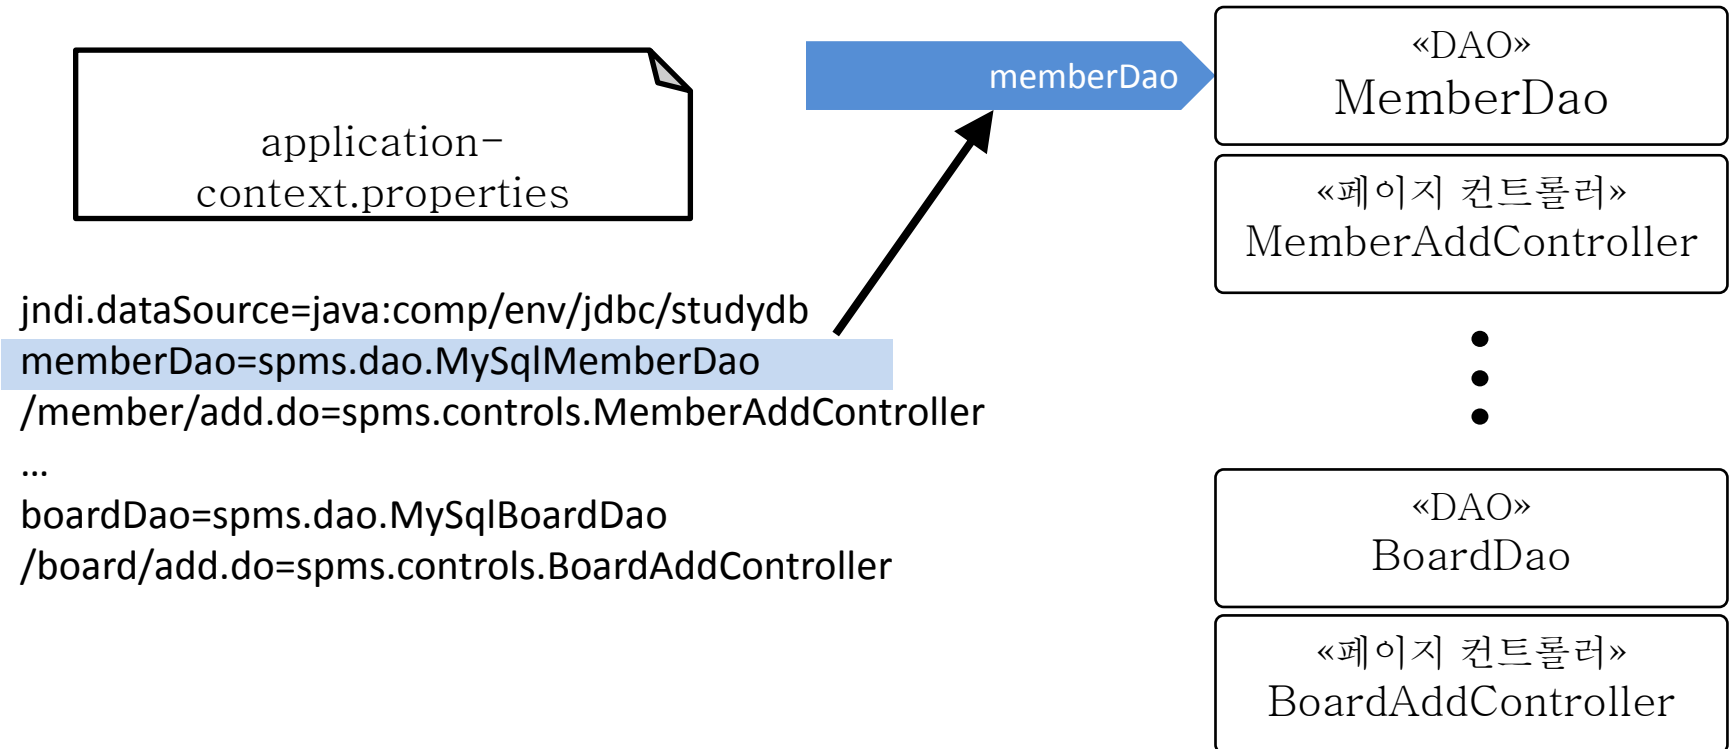 application-
context.properties
jndi.dataSource=java:comp/env/jdbc/studydb
memberDao=spms.dao.MySqlMemberDao
/member/add.do=spms.controls.MemberAddController
…
boardDao=spms.dao.MySqlBoardDao
/board/add.do=spms.controls.BoardAddController
memberDao
«DAO»
MemberDao
«페이지 컨트롤러»
MemberAddController
«DAO»
BoardDao
«페이지 컨트롤러»
BoardAddController